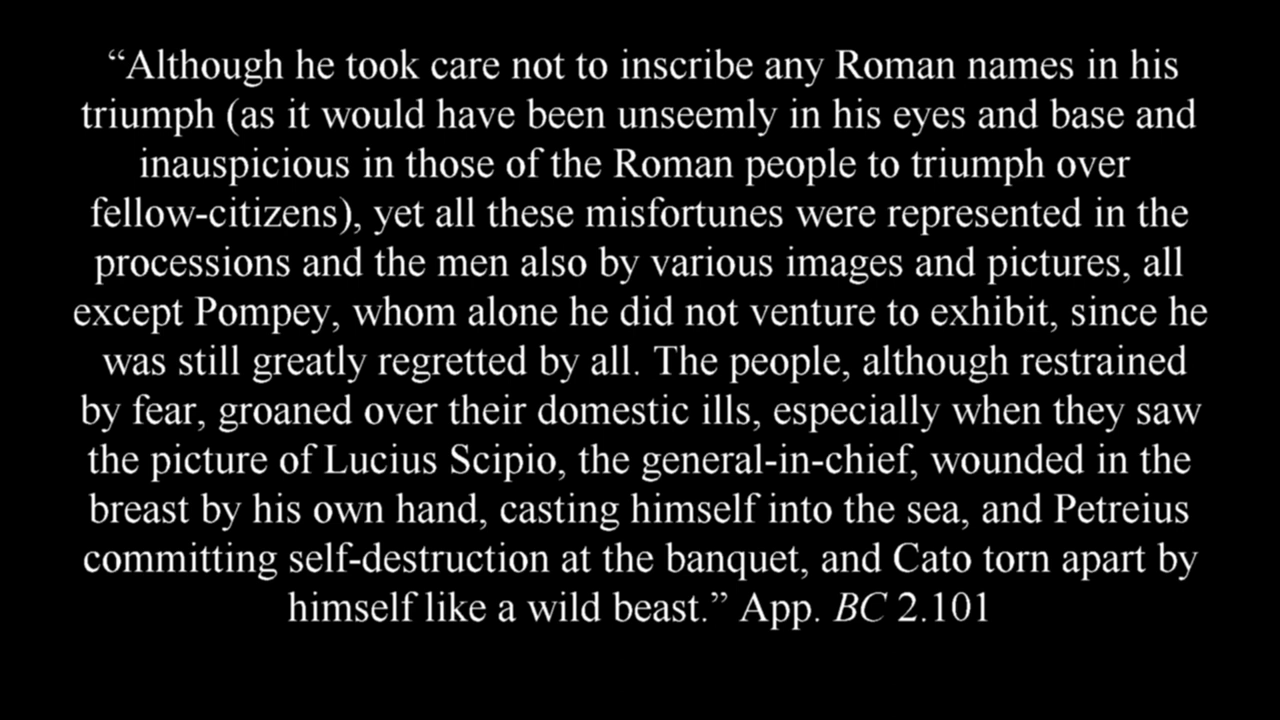 “Although he took care not to inscribe any Roman names in his
triumph (as it would have been unseemly in his eyes and base and
inauspicious in those of the Roman people to triumph over
fellow-citizens), yet all these misfortunes were represented in the
processions and the men also by various images and pictures, all
except Pompey, whom alone he did not venture to exhibit, since he
was still greatly regretted by all. The people, although restrained
by fear, groaned over their domestic ills, especially when they saw
the picture of Lucius Scipio, the general-in-chief, wounded in the
breast by his own hand, casting himself into the sea, and Petreius
committing self-destruction at the banquet, and Cato torn apart by
himself like a wild beast.” App. BC 2.101